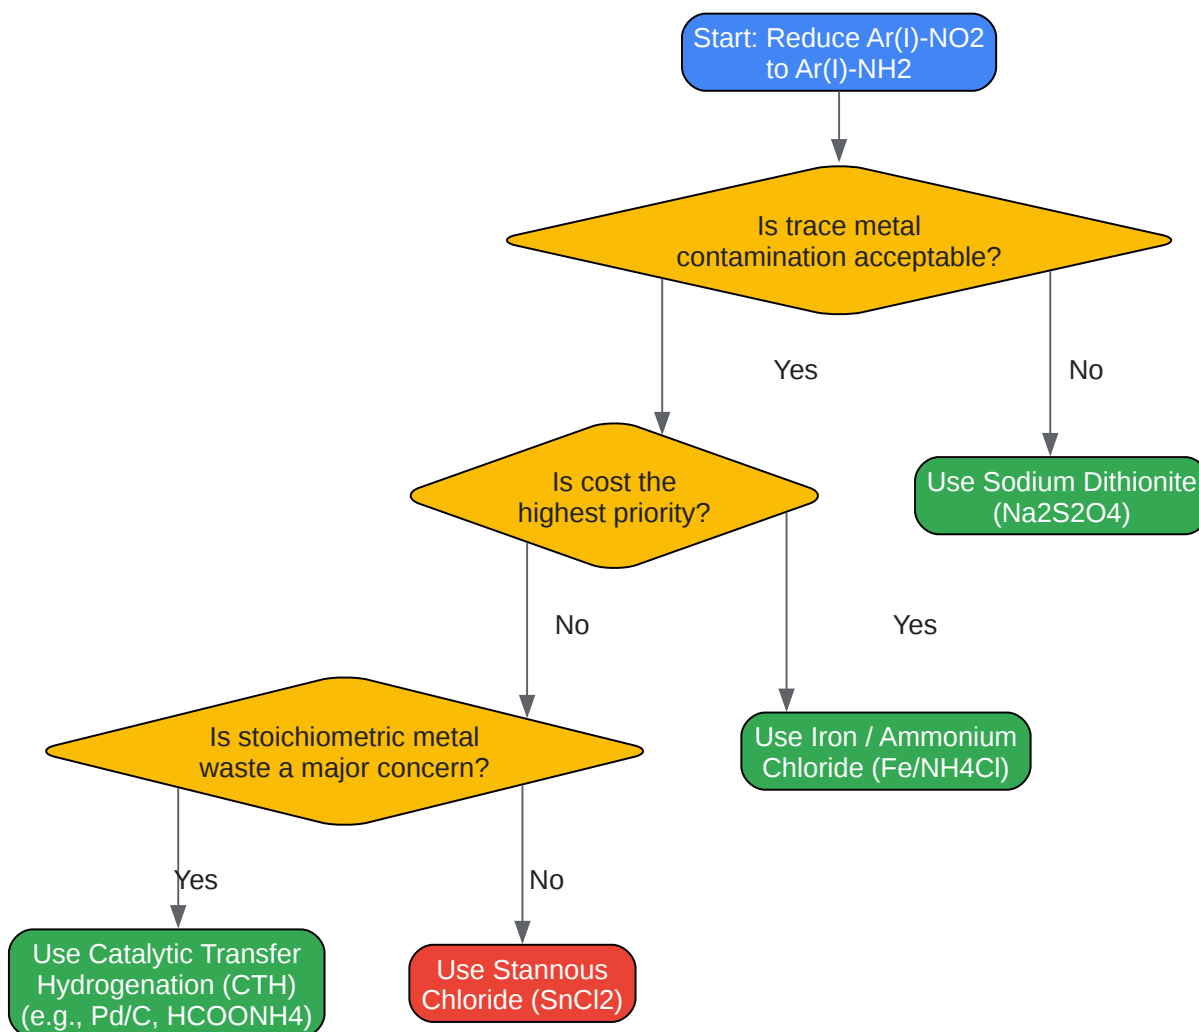 Start: Reduce Ar(I)-NO2
to Ar(I)-NH2
Is trace metal
contamination acceptable?
Yes
No
Is cost the
highest priority?
Use Sodium Dithionite
(Na2S2O4)
No
Yes
Is stoichiometric metal
waste a major concern?
Use Iron / Ammonium
Chloride (Fe/NH4Cl)
Yes
No
Use Catalytic Transfer
Hydrogenation (CTH)
(e.g., Pd/C, HCOONH4)
Use Stannous
Chloride (SnCl2)